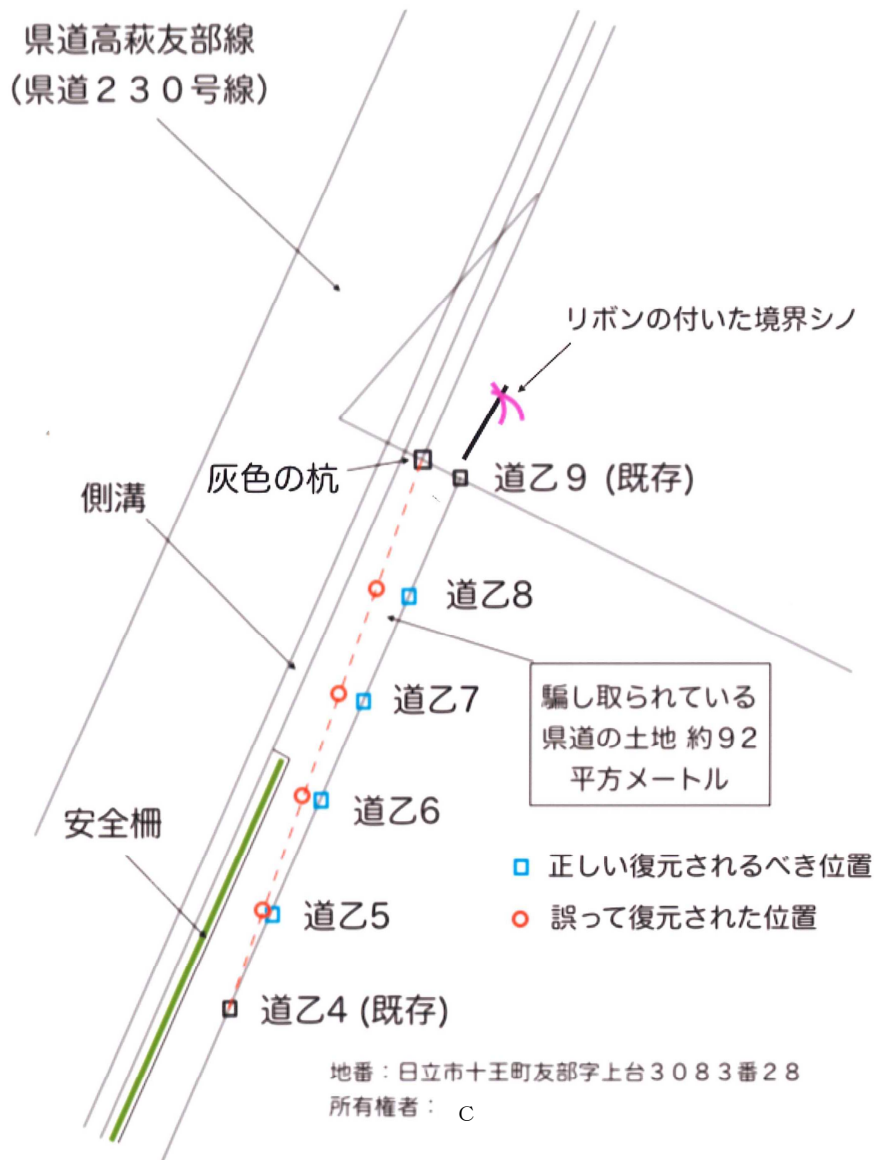 県道高萩友部線
（県道２３０号線）
リボンの付いた境界シノ
灰色の杭
道乙９ (既存)
側溝
道乙8
道乙7
騙し取られている
県道の土地 約９２
平方メートル
道乙6
安全柵
正しい復元されるべき位置
道乙5
誤って復元された位置
道乙4 (既存)
地番：日立市十王町友部字上台３０８３番２８
所有権者： C